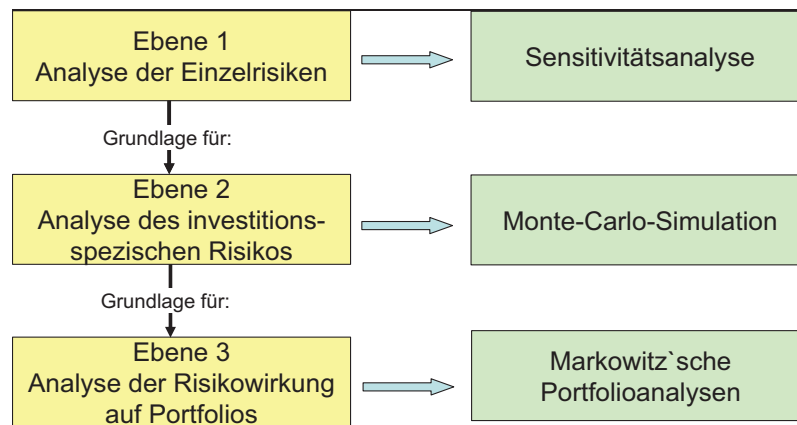 Ebene 1
Analyse der Einzelrisiken
Sensitivitätsanalyse
Grundlage für:
Ebene 2
Analyse des investitions-
spezischen Risikos
Monte-Carlo-Simulation
Grundlage für:
Ebene 3
Analyse der Risikowirkung
auf Portfolios
Markowitz`sche
Portfolioanalysen